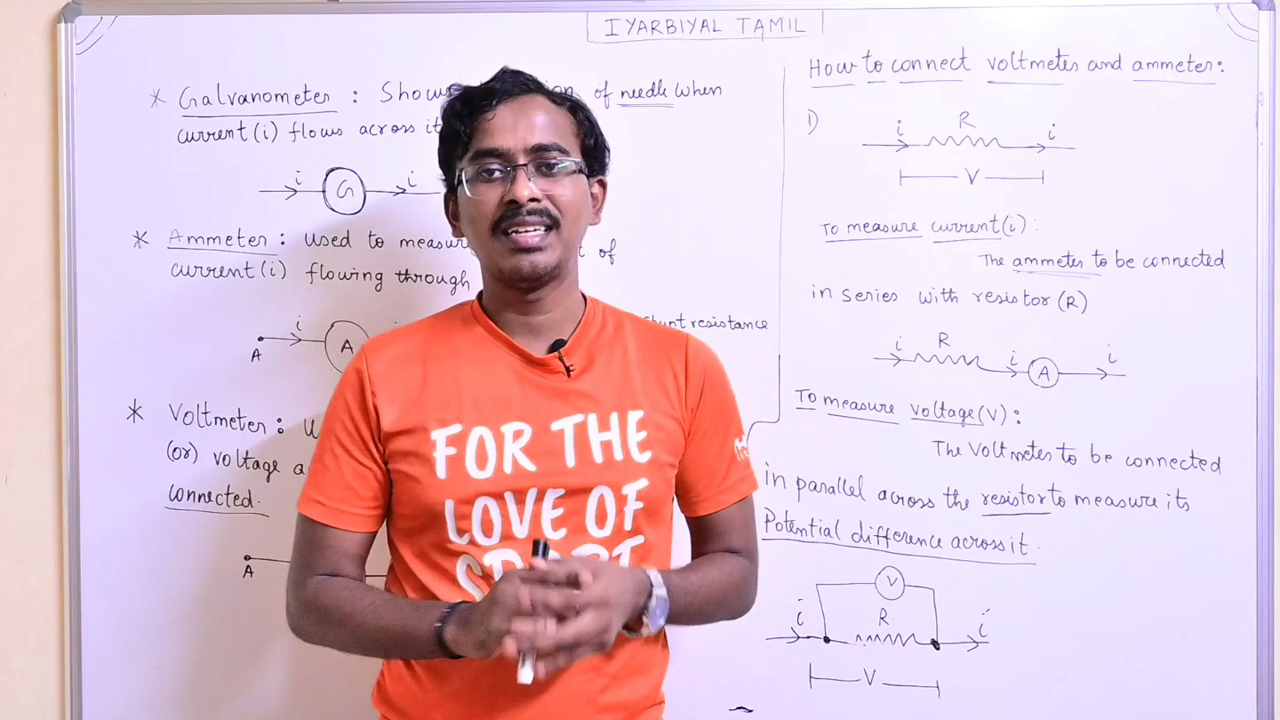 IYARBIYAL TAMIL
* Galvanometer : of needle when
current (i) flows across it
i G i
* Ammeter : used to measure of
current (i) flowing through
shunt resistance
A i A
* Voltmeter :
(or) voltage
connected.
A
How to connect voltmeter and ammeter:
1)
i R i
V
To measure current (i) :
The ammeter to be connected
in series with resistor (R)
i R i A i
To measure voltage (V) :
The Voltmeter to be connected
in parallel across the resistor to measure its
Potential difference across it.
V
i R i
V
FOR THE
LOVE OF
SPORT